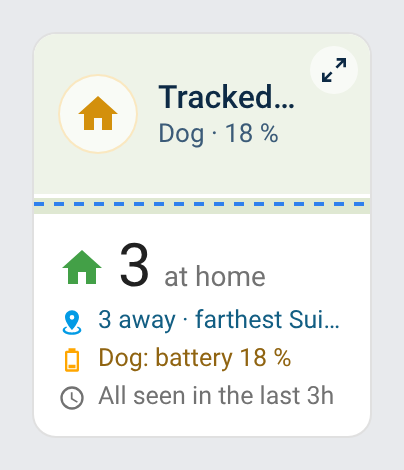 Tracked…
Dog · 18 %
3 at home
3 away · farthest Sui…
Dog: battery 18 %
All seen in the last 3h